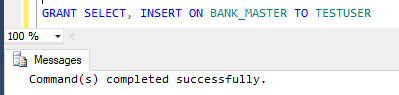 GRANT SELECT, INSERT ON BANK_MASTER TO TESTUSER
100 %
Messages
Command(s) completed successfully.